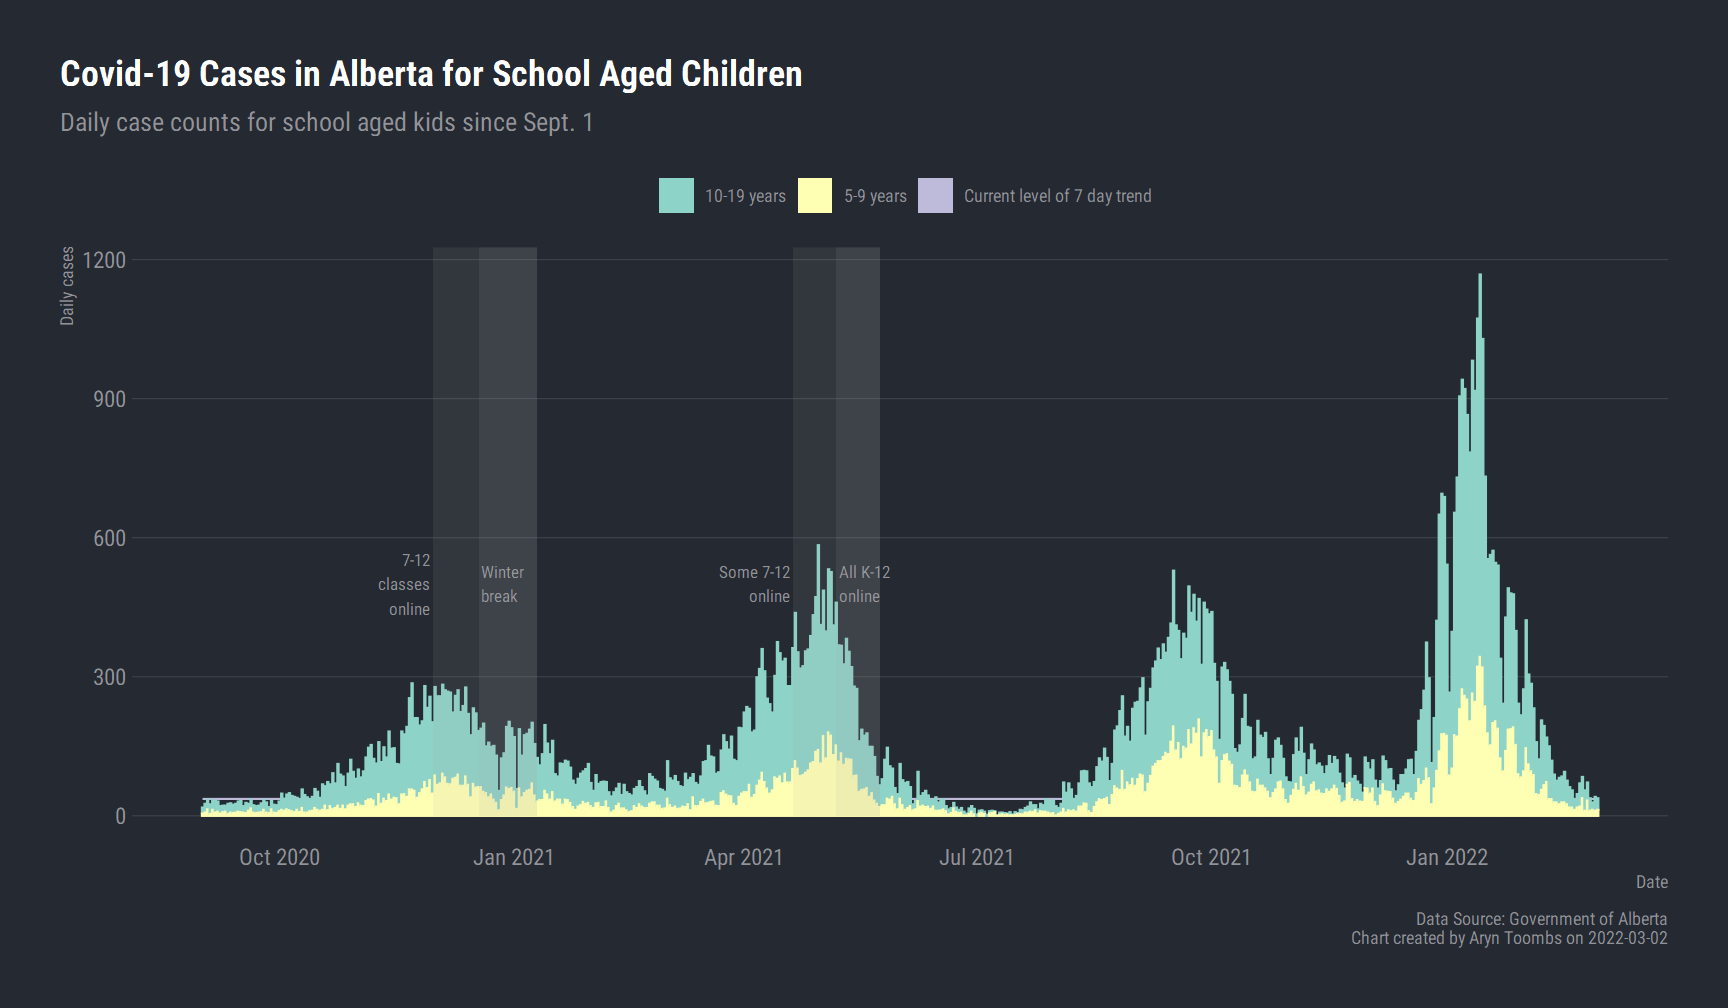 Covid-19 Cases in Alberta for School Aged Children
Daily case counts for school aged kids since Sept. 1
10-19 years
5-9 years
Current level of 7 day trend
Daily cases
1200
900
600
300
0
7-12
classes
online
Winter
break
Some 7-12
online
All K-12
online
Oct 2020
Jan 2021
Apr 2021
Jul 2021
Oct 2021
Jan 2022
Date
Data Source: Government of Alberta
Chart created by Aryn Toombs on 2022-03-02